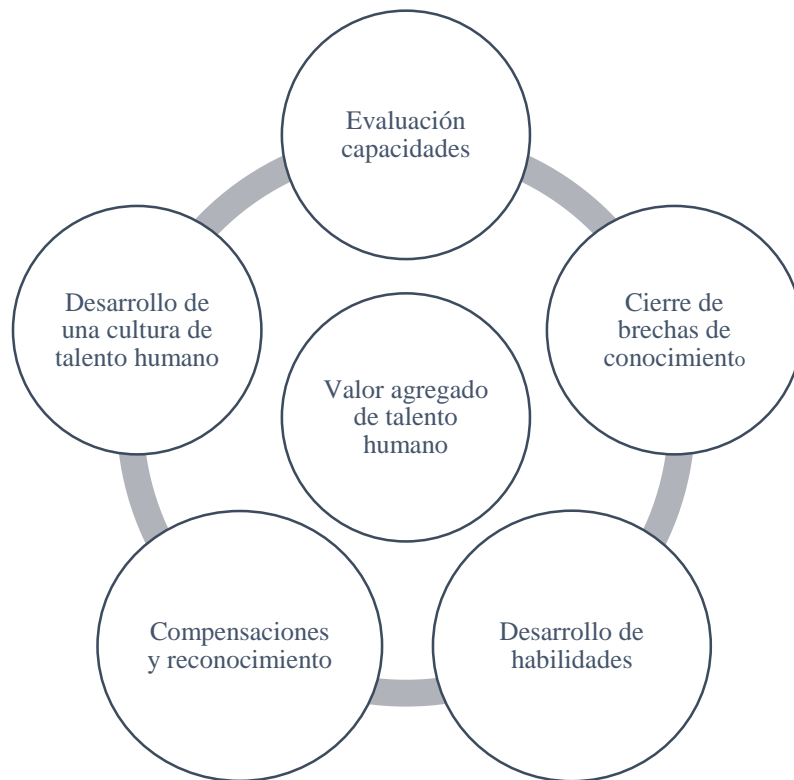 Evaluación
capacidades
Cierre de
brechas de
conocimiento
Desarrollo de
habilidades
Compensaciones
y reconocimiento
Desarrollo de
una cultura de
talento humano
Valor agregado
de talento
humano